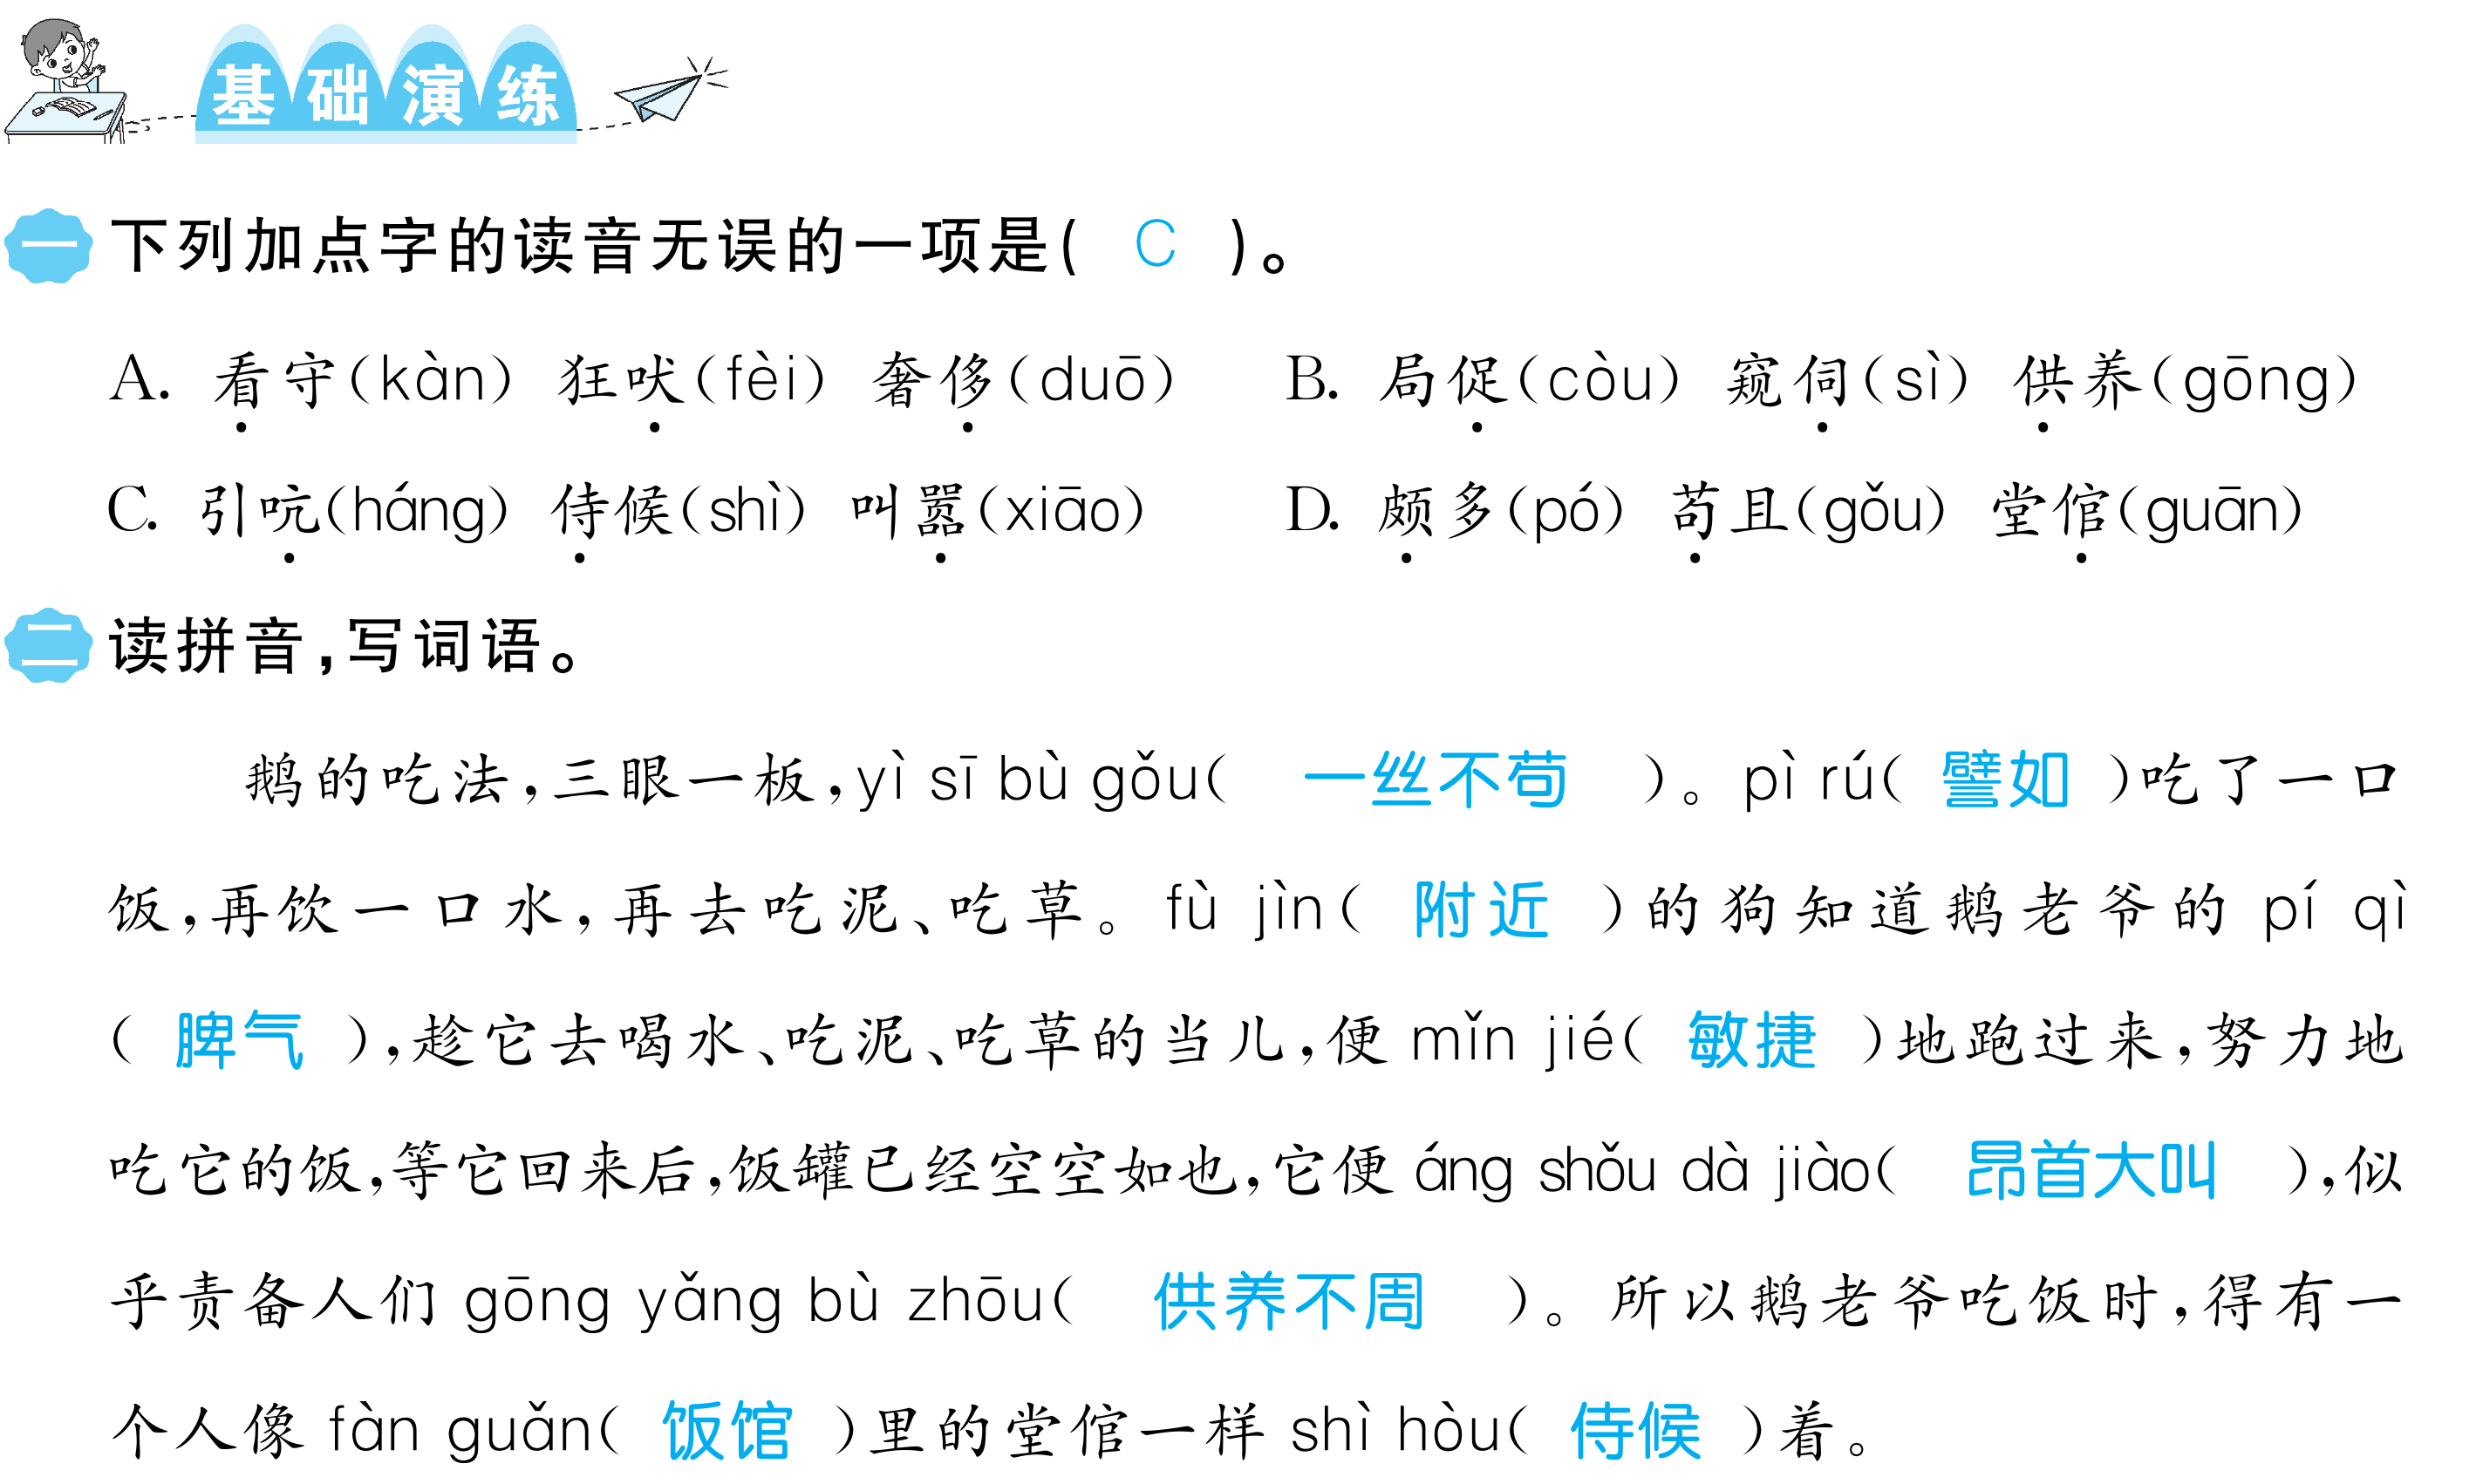 基础演练
一 下列加点字的读音无误的一项是( C )。
A. 看守(kàn) 狂吠(fèi) 奢侈(duō) B. 局促(còu) 窥伺(sì) 供养(gōng)
C. 引吭(háng) 侍候(shì) 叫嚣(xiāo) D. 颇多(pó) 苟且(gǒu) 堂倌(guān)
二 读拼音,写词语。
鹅的吃法,三眼一板,yì sī bù gǒu( 一丝不苟 )。pì rú( 譬如 )吃了一口
饭,再饮一口水,再去吃泥、吃草。fù jìn( 附近 )的狗知道鹅老爷的 pí qì
( 脾气 ),趁它去喝水、吃泥、吃草的当儿,便 mǐn jié( 敏捷 )地跑过来,努力地
吃它的饭,等它回来后,饭罐已经空空如也,它便 áng shǒu dà jiào( 昂首大叫 ),似
乎责备人们 gōng yǎng bù zhōu( 供养不周 )。所以鹅老爷吃饭时,得有一
个人像 fàn guǎn( 饭馆 )里的堂倌一样 shì hòu( 侍候 )着。